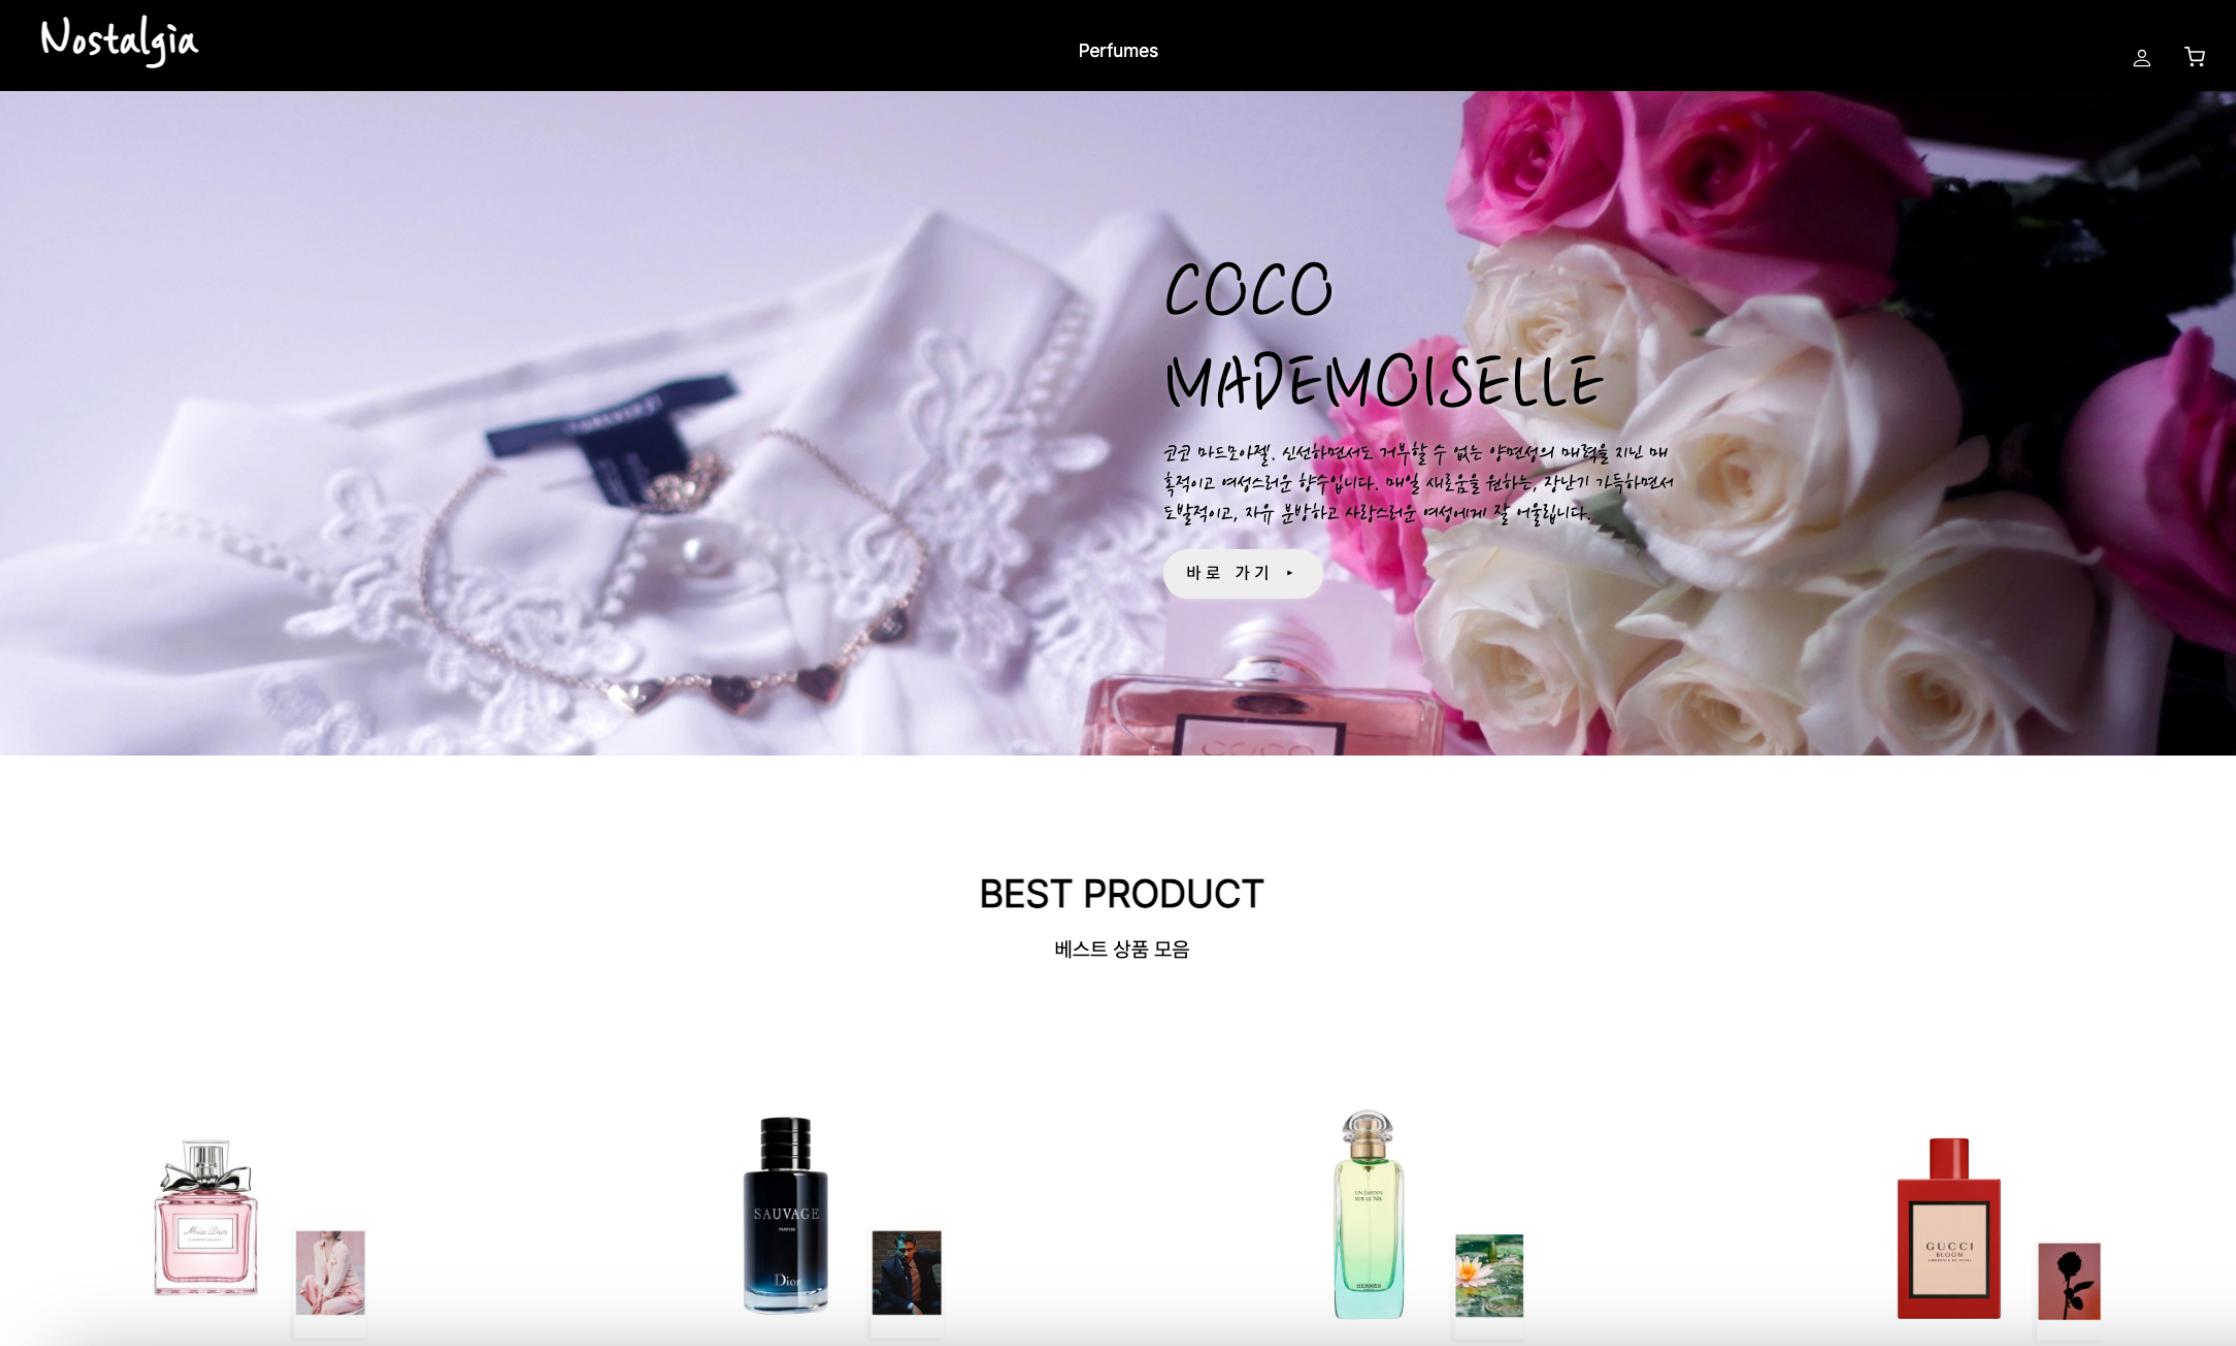 Nostalgia
Perfumes
COCO
MADEMOISELLE
코코 마드모아젤. 신선하면서도 거부할 수 없는 양면성의 매력을 지닌 매
혹적이고 여성스러운 향수입니다. 매일 새로움을 원하는, 장난기 가득하면서
도발적이고, 자유 분방하고 사랑스러운 여성에게 잘 어울립니다.
바로 가기 ▸
COCO
BEST PRODUCT
베스트 상품 모음
Miss Dior
SAUVAGE
PARFUM
Dior
UN JARDIN
SUR LE NIL
HERMÈS
GUCCI
BLOOM